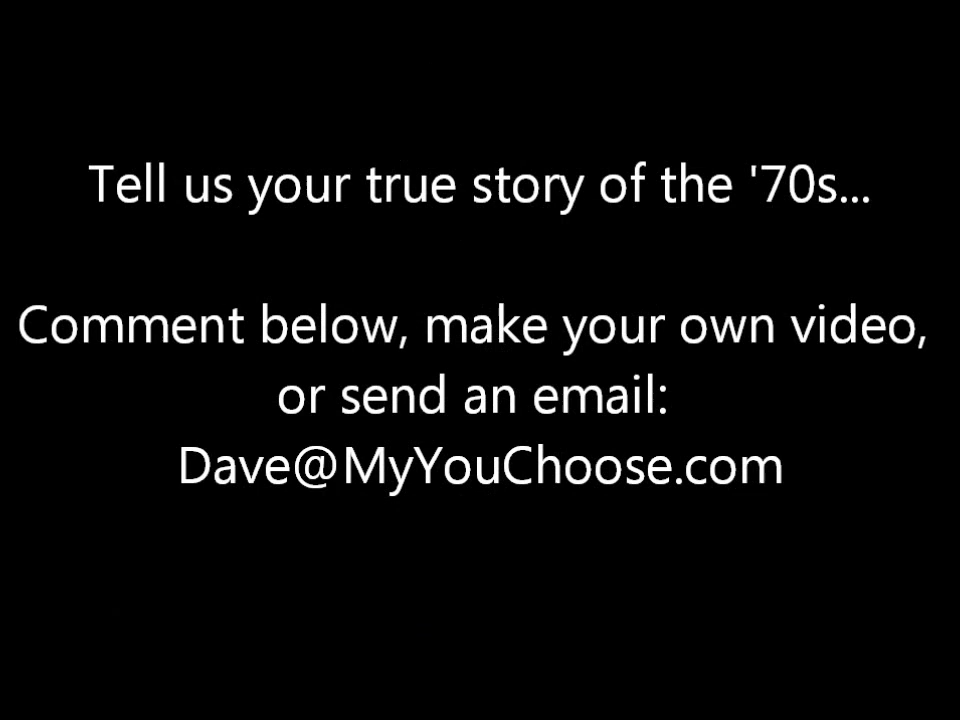 Tell us your true story of the '70s...
Comment below, make your own video,
or send an email:
Dave@MyYouChoose.com